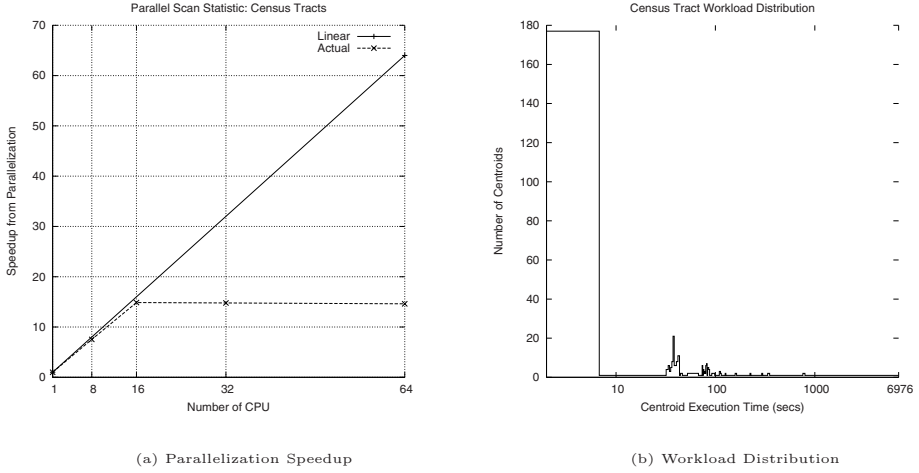 Parallel Scan Statistic: Census Tracts
Linear
Actual
70
60
50
40
30
20
10
0
1 8 16 32 64
Speedup from Parallelization
Number of CPU
(a) Parallelization Speedup
Census Tract Workload Distribution
180
160
140
120
100
80
60
40
20
0
10 100 1000 6976
Number of Centroids
Centroid Execution Time (secs)
(b) Workload Distribution